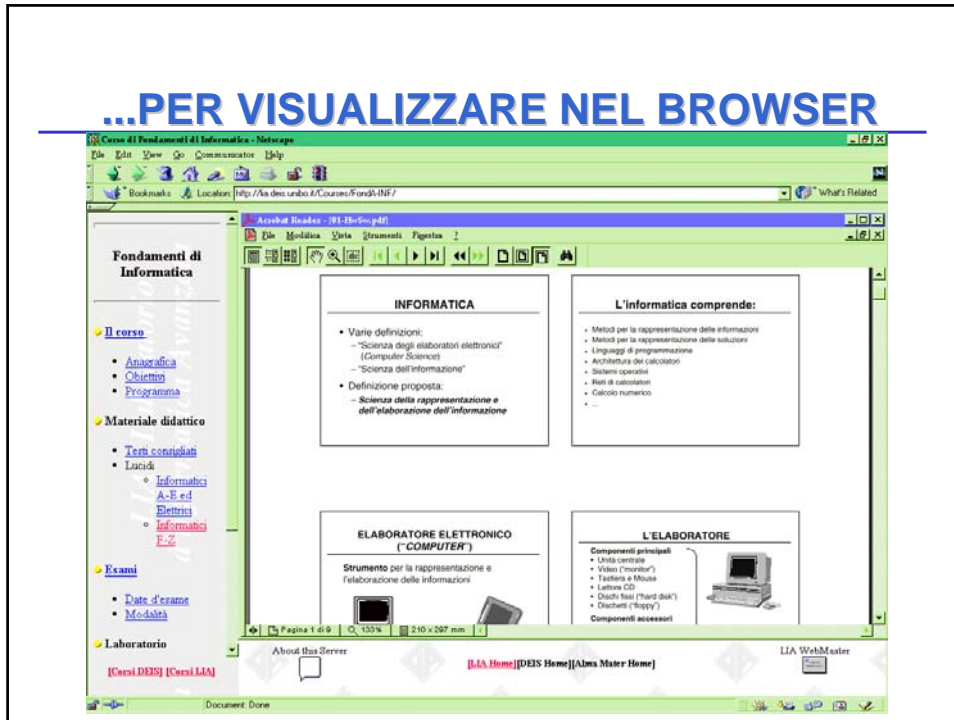 ...PER VISUALIZZARE NEL BROWSER
Corso di Fondamenti di Informatica - Netscape
File Edit View Go Communicator Help
Bookmarks Location: http://lia.deis.unibo.it/Courses/FondA-INF/ What's Related
Fondamenti di
Informatica
Il corso
• Anagrafica
• Obiettivi
• Programma
Materiale didattico
• Testi consigliati
• Lucidi
Informatici
A-E ed
Elettrici
Informatici
F-Z
Esami
• Date d'esame
• Modalità
Laboratorio
[Corsi DEIS] [Corsi LIA]
Acrobat Reader - [01-HwSw.pdf]
File Modifica Vista Strumenti Finestra ?
INFORMATICA
• Varie definizioni:
– "Scienza degli elaboratori elettronici"
(Computer Science)
– "Scienza dell'informazione"
• Definizione proposta:
– Scienza della rappresentazione e
dell'elaborazione dell'informazione
L'informatica comprende:
• Metodi per la rappresentazione delle informazioni
• Metodi per la rappresentazione delle soluzioni
• Linguaggi di programmazione
• Architettura dei calcolatori
• Sistemi operativi
• Reti di calcolatori
• Calcolo numerico
• ...
ELABORATORE ELETTRONICO
("COMPUTER")
Strumento per la rappresentazione e
l'elaborazione delle informazioni
L'ELABORATORE
Componenti principali
• Unità centrale
• Video ("monitor")
• Tastiera e Mouse
• Lettore CD
• Dischi fissi ("hard disk")
• Dischetti ("floppy")
Componenti accessori
Pagina 1 di 9 133% 210 x 297 mm
About this Server
[LIA Home][DEIS Home][Alma Mater Home]
LIA WebMaster
Document: Done